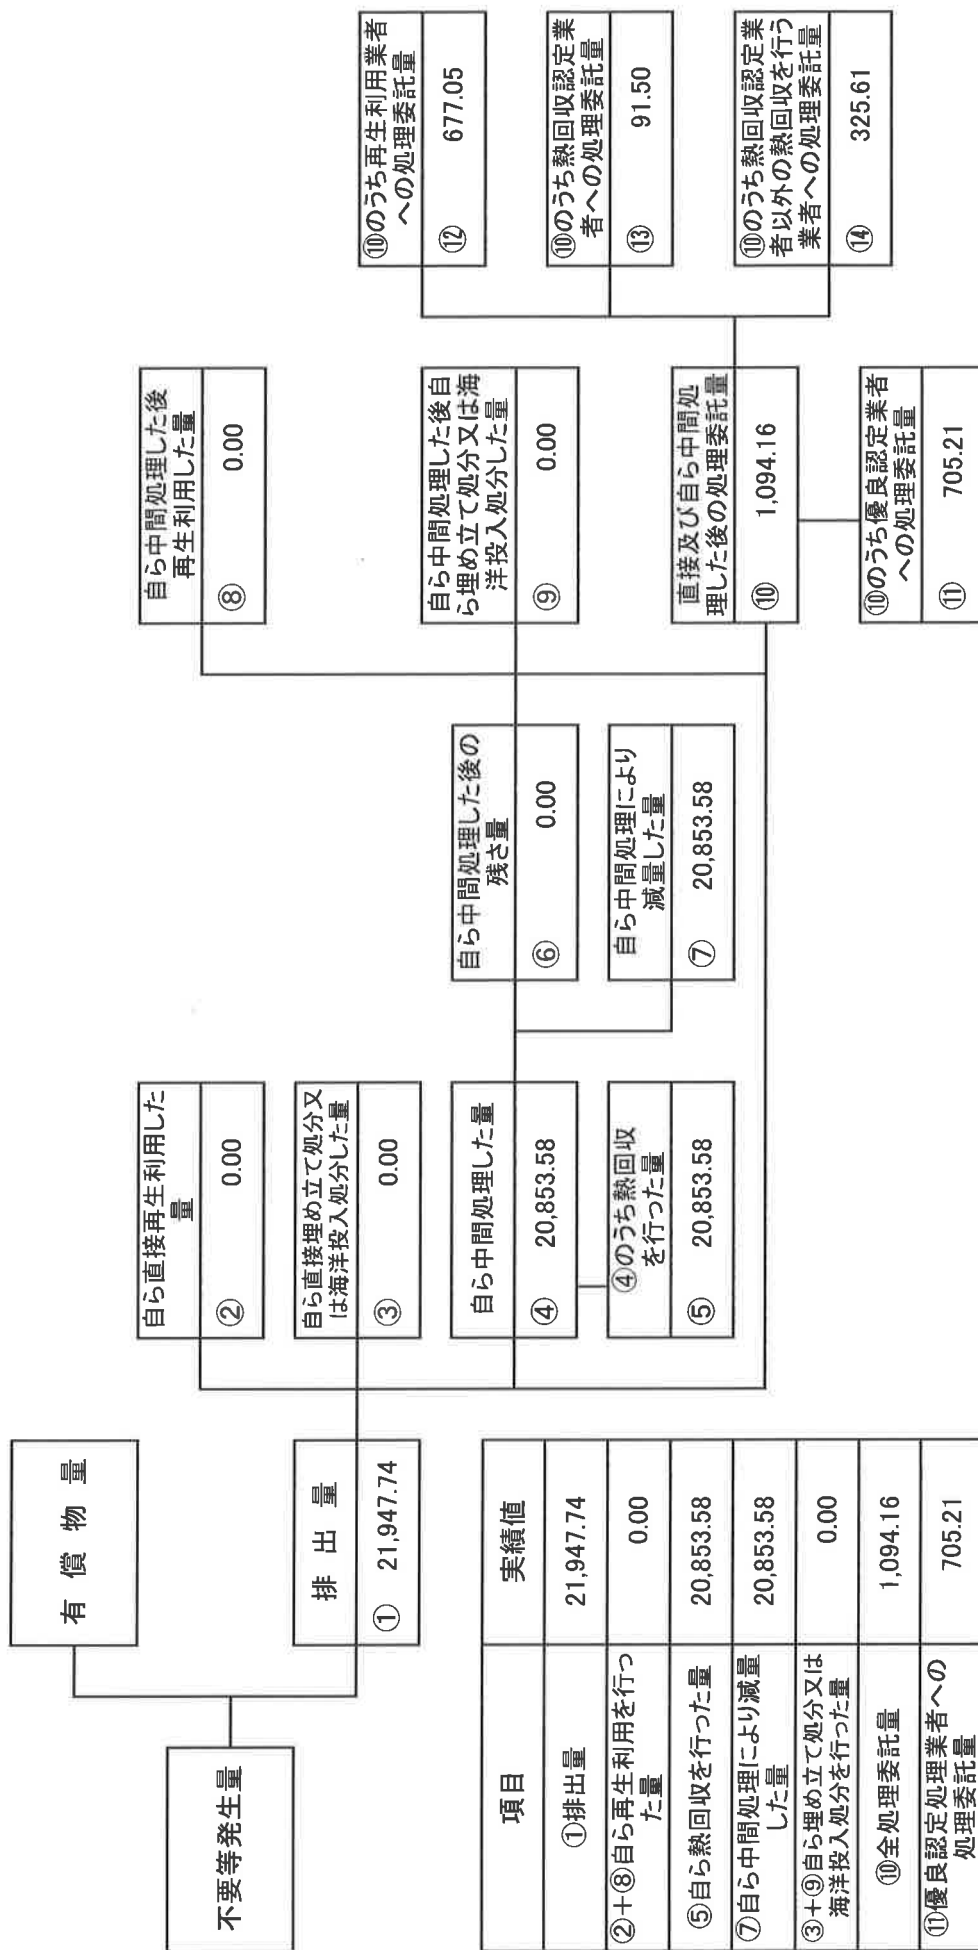 不要等発生量
有償物量
排出量
① 21,947.74
自ら直接再生利用した
量
② 0.00
自ら直接埋め立て処分又
は海洋投入処分した量
③ 0.00
自ら中間処理した量
④ 20,853.58
④のうち熱回収
を行った量
⑤ 20,853.58
自ら中間処理した後の
残さ量
⑥ 0.00
自ら中間処理により
減量した量
⑦ 20,853.58
自ら中間処理した後
再生利用した量
⑧ 0.00
自ら中間処理した後自
ら埋め立て処分又は海
洋投入処分した量
⑨ 0.00
直接及び自ら中間処
理した後の処理委託量
⑩ 1,094.16
⑩のうち優良認定業者
への処理委託量
⑪ 705.21
⑩のうち再生利用業者
への処理委託量
⑫ 677.05
⑩のうち熱回収認定業
者への処理委託量
⑬ 91.50
⑩のうち熱回収認定業
者以外の熱回収を行う
業者への処理委託量
⑭ 325.61
項目 実績値
①排出量 21,947.74
②+⑧自ら再生利用を行っ
た量 0.00
⑤自ら熱回収を行った量 20,853.58
⑦自ら中間処理により減量
した量 20,853.58
③+⑨自ら埋め立て処分又は
海洋投入処分を行った量 0.00
⑩全処理委託量 1,094.16
⑪優良認定処理業者への
処理委託量 705.21